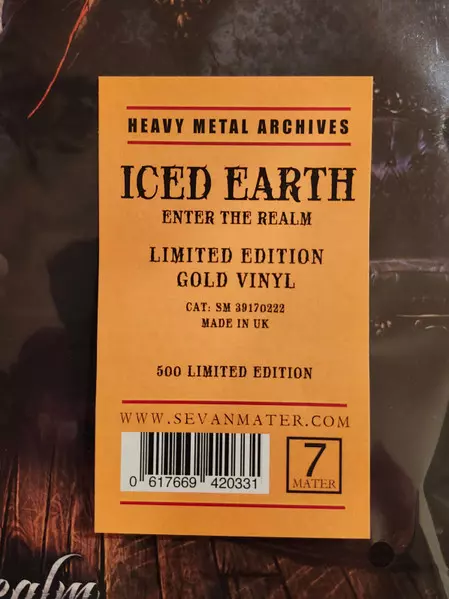 HEAVY METAL ARCHIVES
ICED EARTH
ENTER THE REALM
LIMITED EDITION
GOLD VINYL
CAT: SM 39170222
MADE IN UK
500 LIMITED EDITION
WWW.SEVANMATER.COM
0 617669 420331
7
MATER
ealm